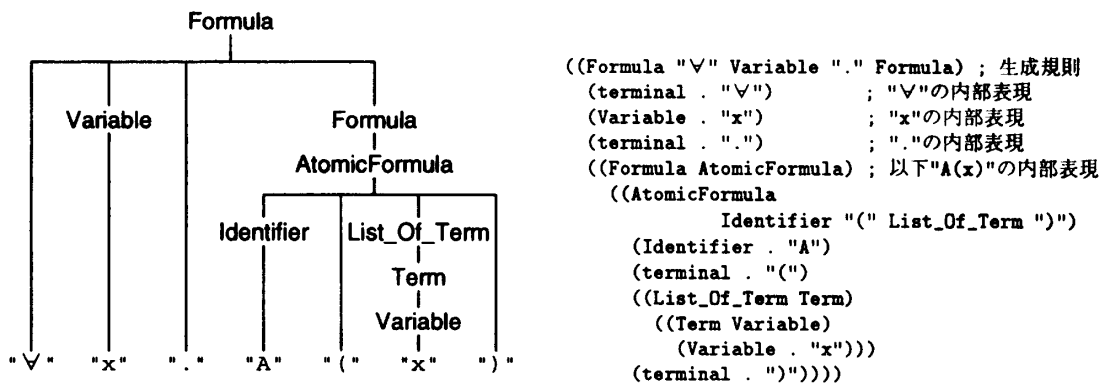 Formula
Variable Formula
AtomicFormula
Identifier List_Of_Term
Term
Variable
"∀" "x" "." "A" "(" "x" ")"
((Formula "∀" Variable "." Formula) ; 生成規則
(terminal . "∀") ; "∀"の内部表現
(Variable . "x") ; "x"の内部表現
(terminal . ".") ; "."の内部表現
((Formula AtomicFormula) ; 以下"A(x)"の内部表現
((AtomicFormula
Identifier "(" List_Of_Term ")")
(Identifier . "A")
(terminal . "(")
((List_Of_Term Term)
((Term Variable)
(Variable . "x")))
(terminal . ")"))))